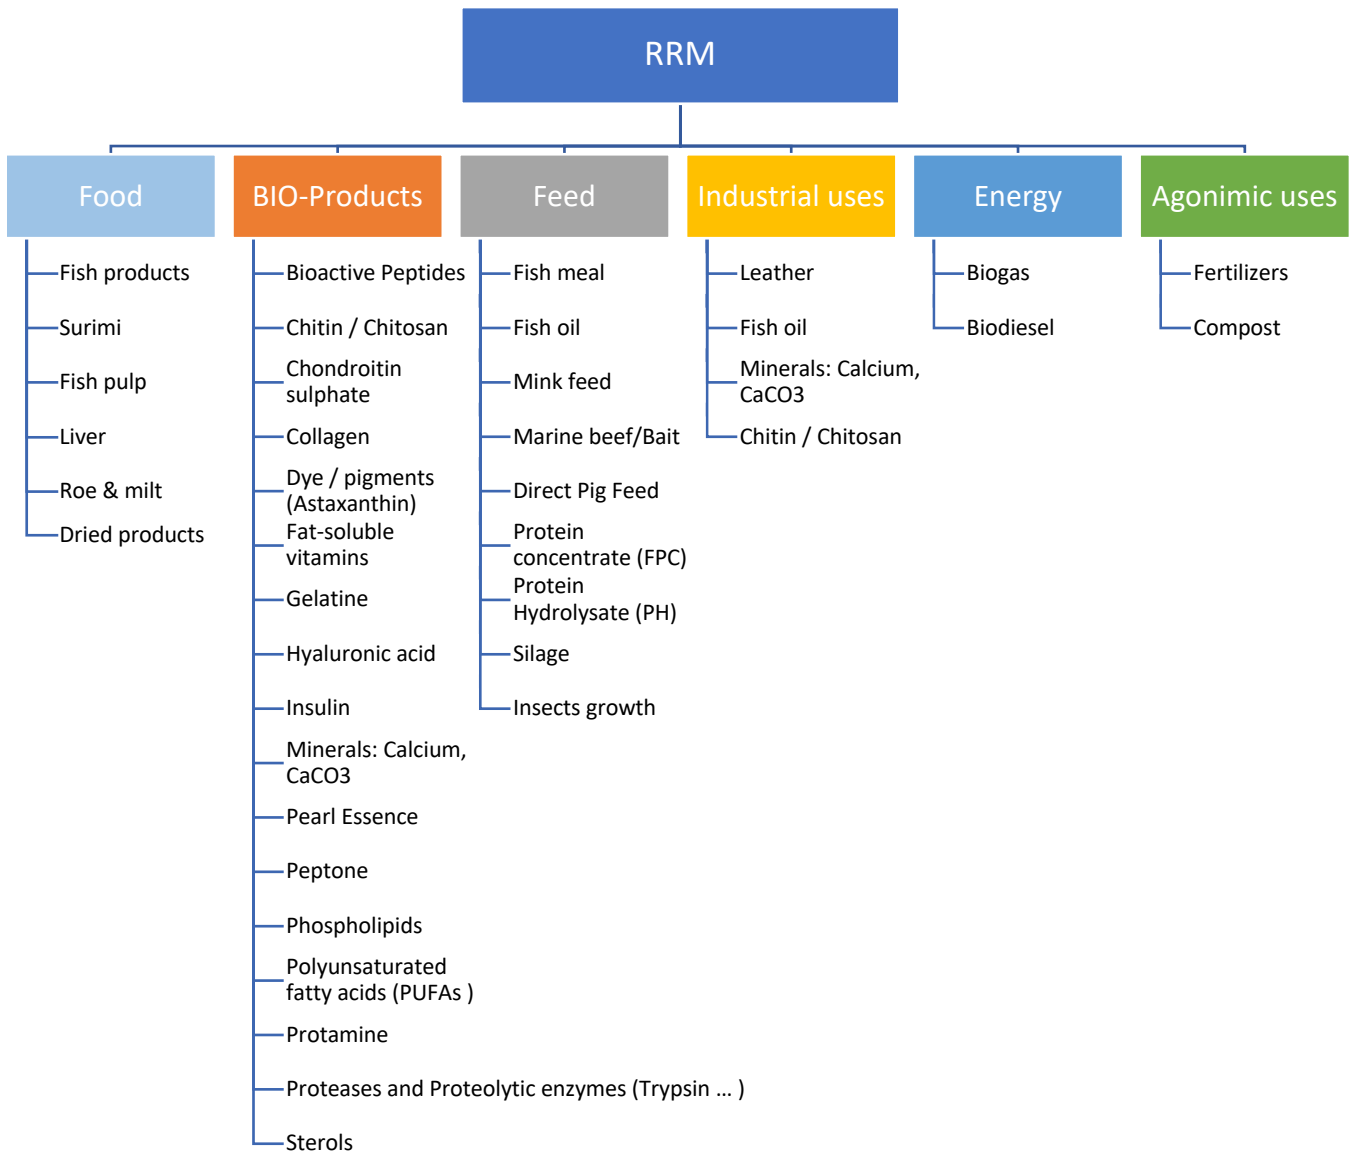 RRM
Food
BIO-Products
Feed
Industrial uses
Energy
Agonimic uses
Fish products
Surimi
Fish pulp
Liver
Roe & milt
Dried products
Bioactive Peptides
Chitin / Chitosan
Chondroitin
sulphate
Collagen
Dye / pigments
(Astaxanthin)
Fat-soluble
vitamins
Gelatine
Hyaluronic acid
Insulin
Minerals: Calcium,
CaCO3
Pearl Essence
Peptone
Phospholipids
Polyunsaturated
fatty acids (PUFAs )
Protamine
Proteases and Proteolytic enzymes (Trypsin ... )
Sterols
Fish meal
Fish oil
Mink feed
Marine beef/Bait
Direct Pig Feed
Protein
concentrate (FPC)
Protein
Hydrolysate (PH)
Silage
Insects growth
Leather
Fish oil
Minerals: Calcium,
CaCO3
Chitin / Chitosan
Biogas
Biodiesel
Fertilizers
Compost